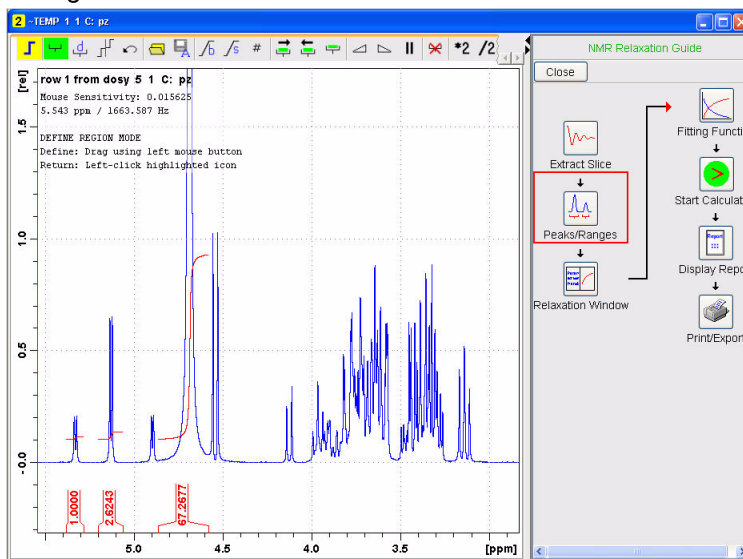 2 ~TEMP 1 1 C: pz
*2 /2
row 1 from dosy 5 1 C: pz
Mouse Sensitivity: 0.015625
5.543 ppm / 1663.587 Hz
DEFINE REGION MODE
Define: Drag using left mouse button
Return: Left-click highlighted icon
[rel]
1.5
1.0
0.5
-0.0
1.0000
2.6243
67.2677
5.0
4.5
4.0
3.5
[ppm]
NMR Relaxation Guide
Close
Extract Slice
Peaks/Ranges
Relaxation Window
Fitting Functi
Start Calculat
Display Repo
Print/Export